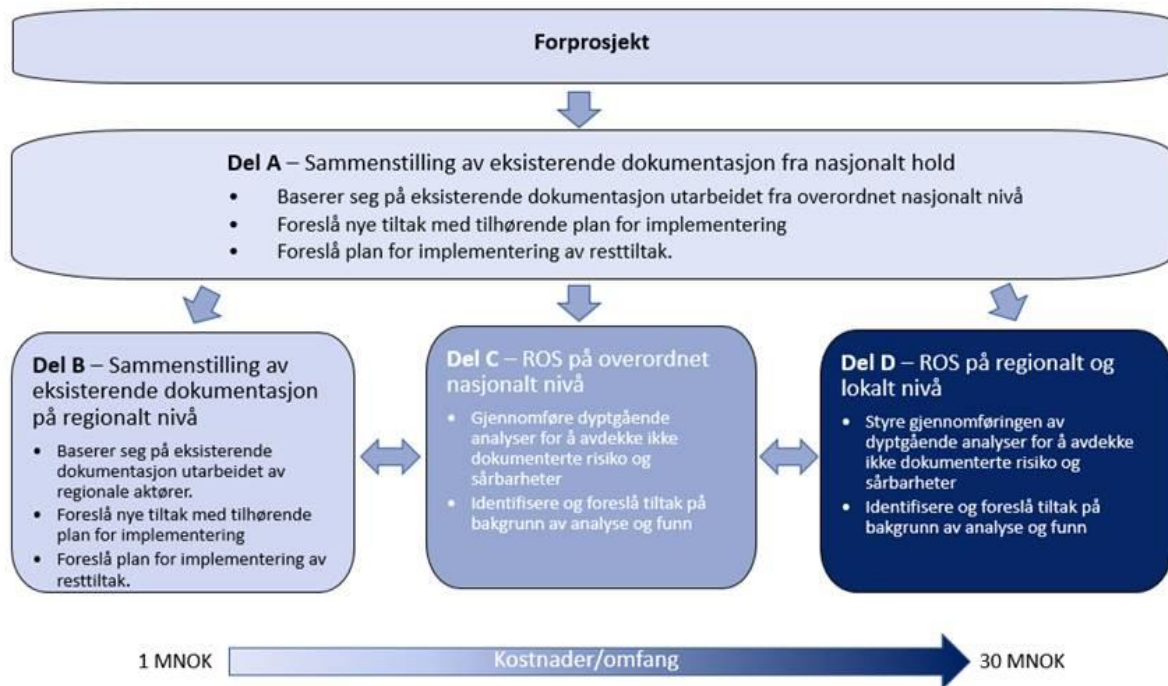 Forprosjekt
Del A – Sammenstilling av eksisterende dokumentasjon fra nasjonalt hold
• Baserer seg på eksisterende dokumentasjon utarbeidet fra overordnet nasjonalt nivå
• Foreslå nye tiltak med tilhørende plan for implementering
• Foreslå plan for implementering av resttiltak.
Del B – Sammenstilling av
eksisterende dokumentasjon
på regionalt nivå
• Baserer seg på eksisterende
dokumentasjon utarbeidet av
regionale aktører.
• Foreslå nye tiltak med tilhørende
plan for implementering
• Foreslå plan for implementering av
resttiltak.
Del C – ROS på overordnet
nasjonalt nivå
• Gjennomføre dyptgående
analyser for å avdekke ikke
dokumenterte risiko og
sårbarheter
• Identifisere og foreslå tiltak på
bakgrunn av analyse og funn
Del D – ROS på regionalt og
lokalt nivå
• Styre gjennomføringen av
dyptgående analyser for å avdekke
ikke dokumenterte risiko og
sårbarheter
• Identifisere og foreslå tiltak på
bakgrunn av analyse og funn
1 MNOK
Kostnader/omfang
30 MNOK